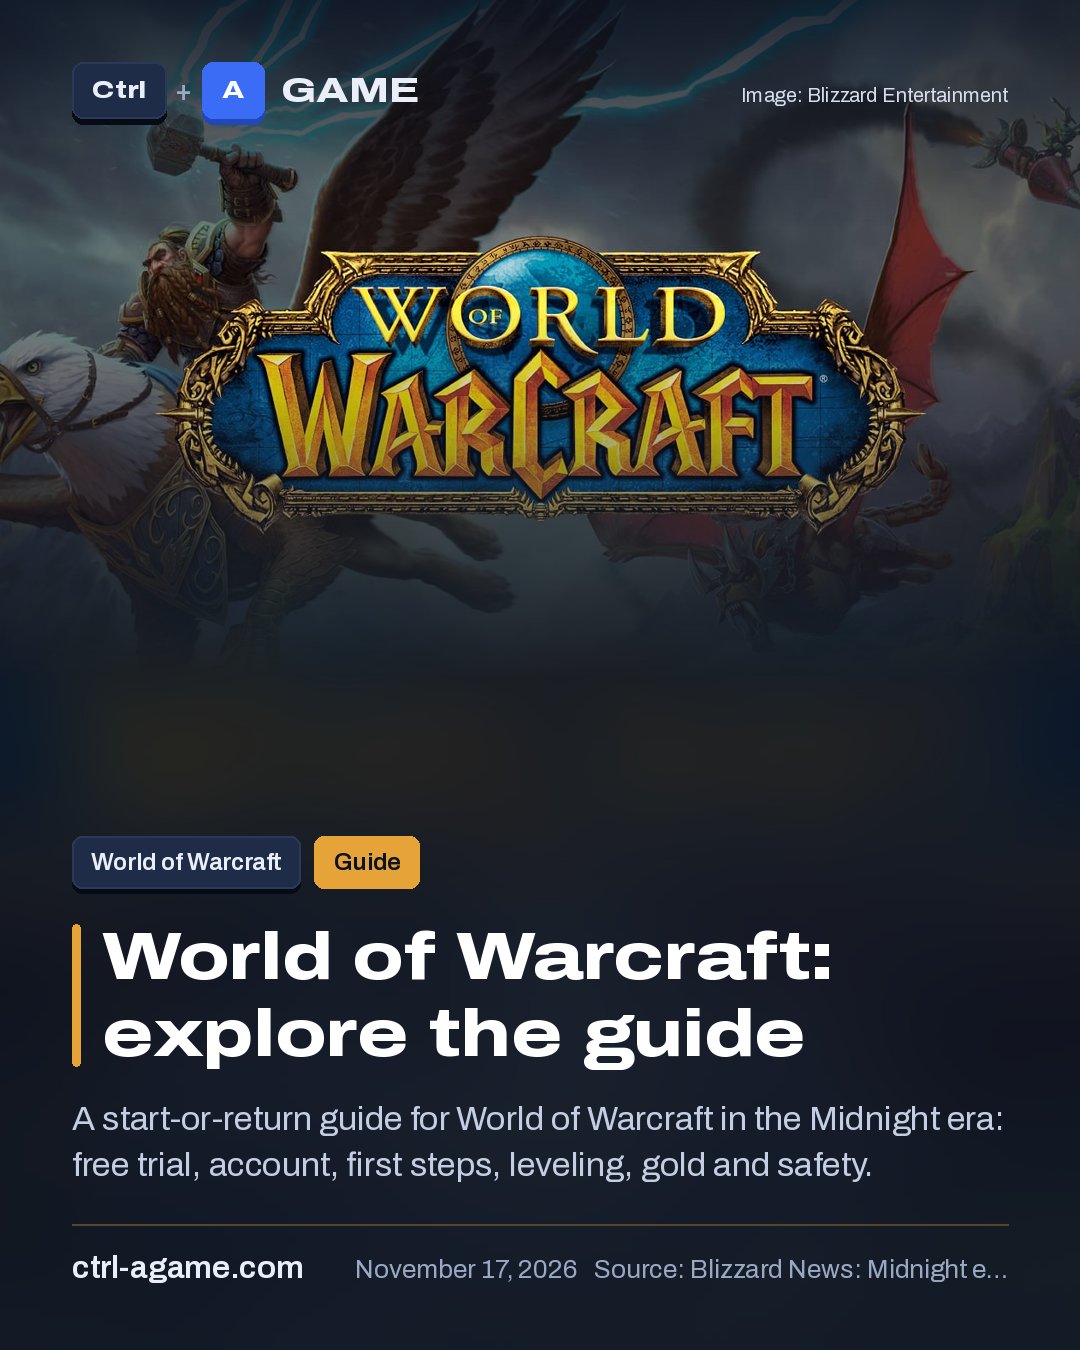 Ctrl + A GAME
Image: Blizzard Entertainment
WORLD
OF
WARCRAFT
®
World of Warcraft
Guide
World of Warcraft:
explore the guide
A start-or-return guide for World of Warcraft in the Midnight era:
free trial, account, first steps, leveling, gold and safety.
ctrl-agame.com
November 17, 2026 Source: Blizzard News: Midnight e...